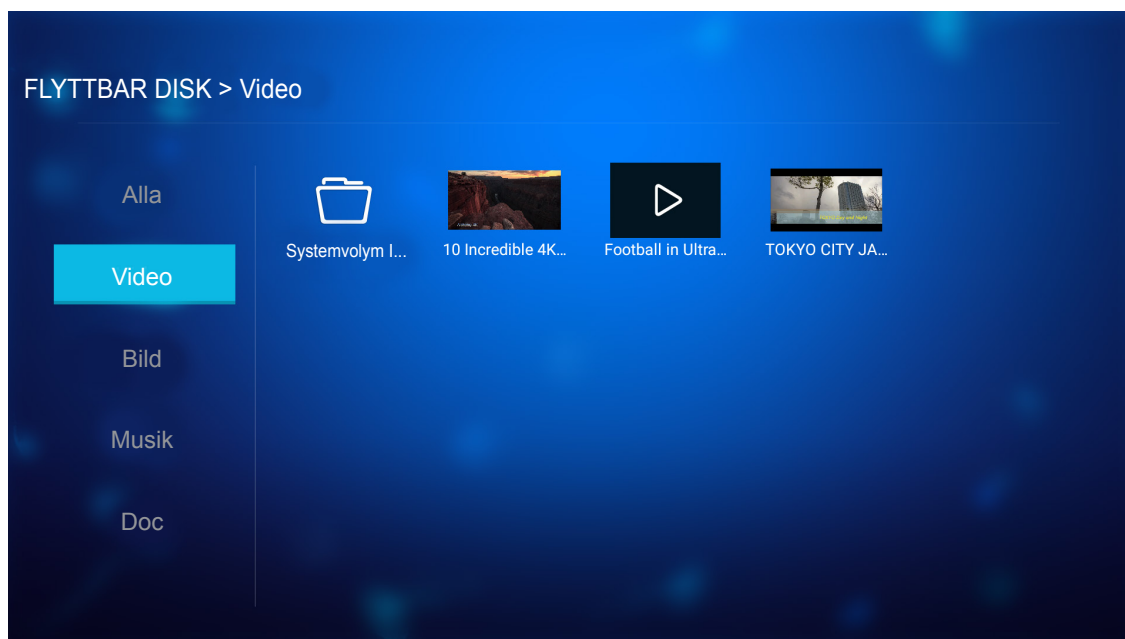 FLYTTBAR DISK > Video
Alla
Video
Bild
Musik
Doc
Systemvolym I...
10 Incredible 4K...
Football in Ultra...
TOKYO CITY JA...